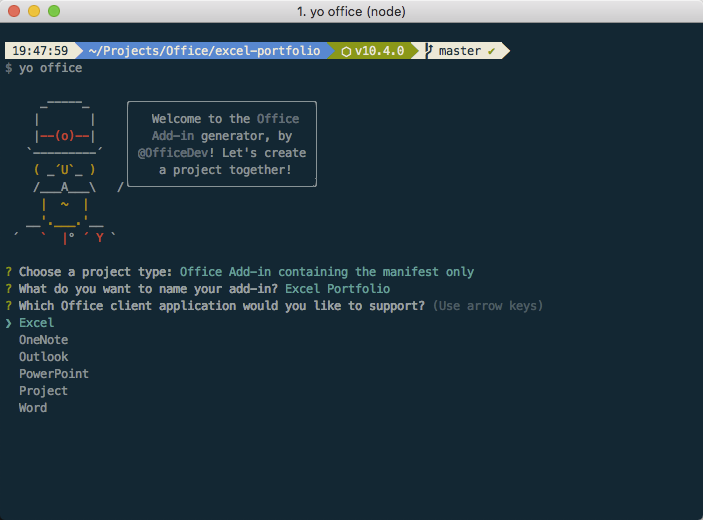 1. yo office (node)
19:47:59 ~/Projects/Office/excel-portfolio ⬡ v10.4.0 master ✔
$ yo office
Welcome to the Office
Add-in generator, by
@OfficeDev! Let's create
a project together!
? Choose a project type: Office Add-in containing the manifest only
? What do you want to name your add-in? Excel Portfolio
? Which Office client application would you like to support? (Use arrow keys)
❯ Excel
OneNote
Outlook
PowerPoint
Project
Word